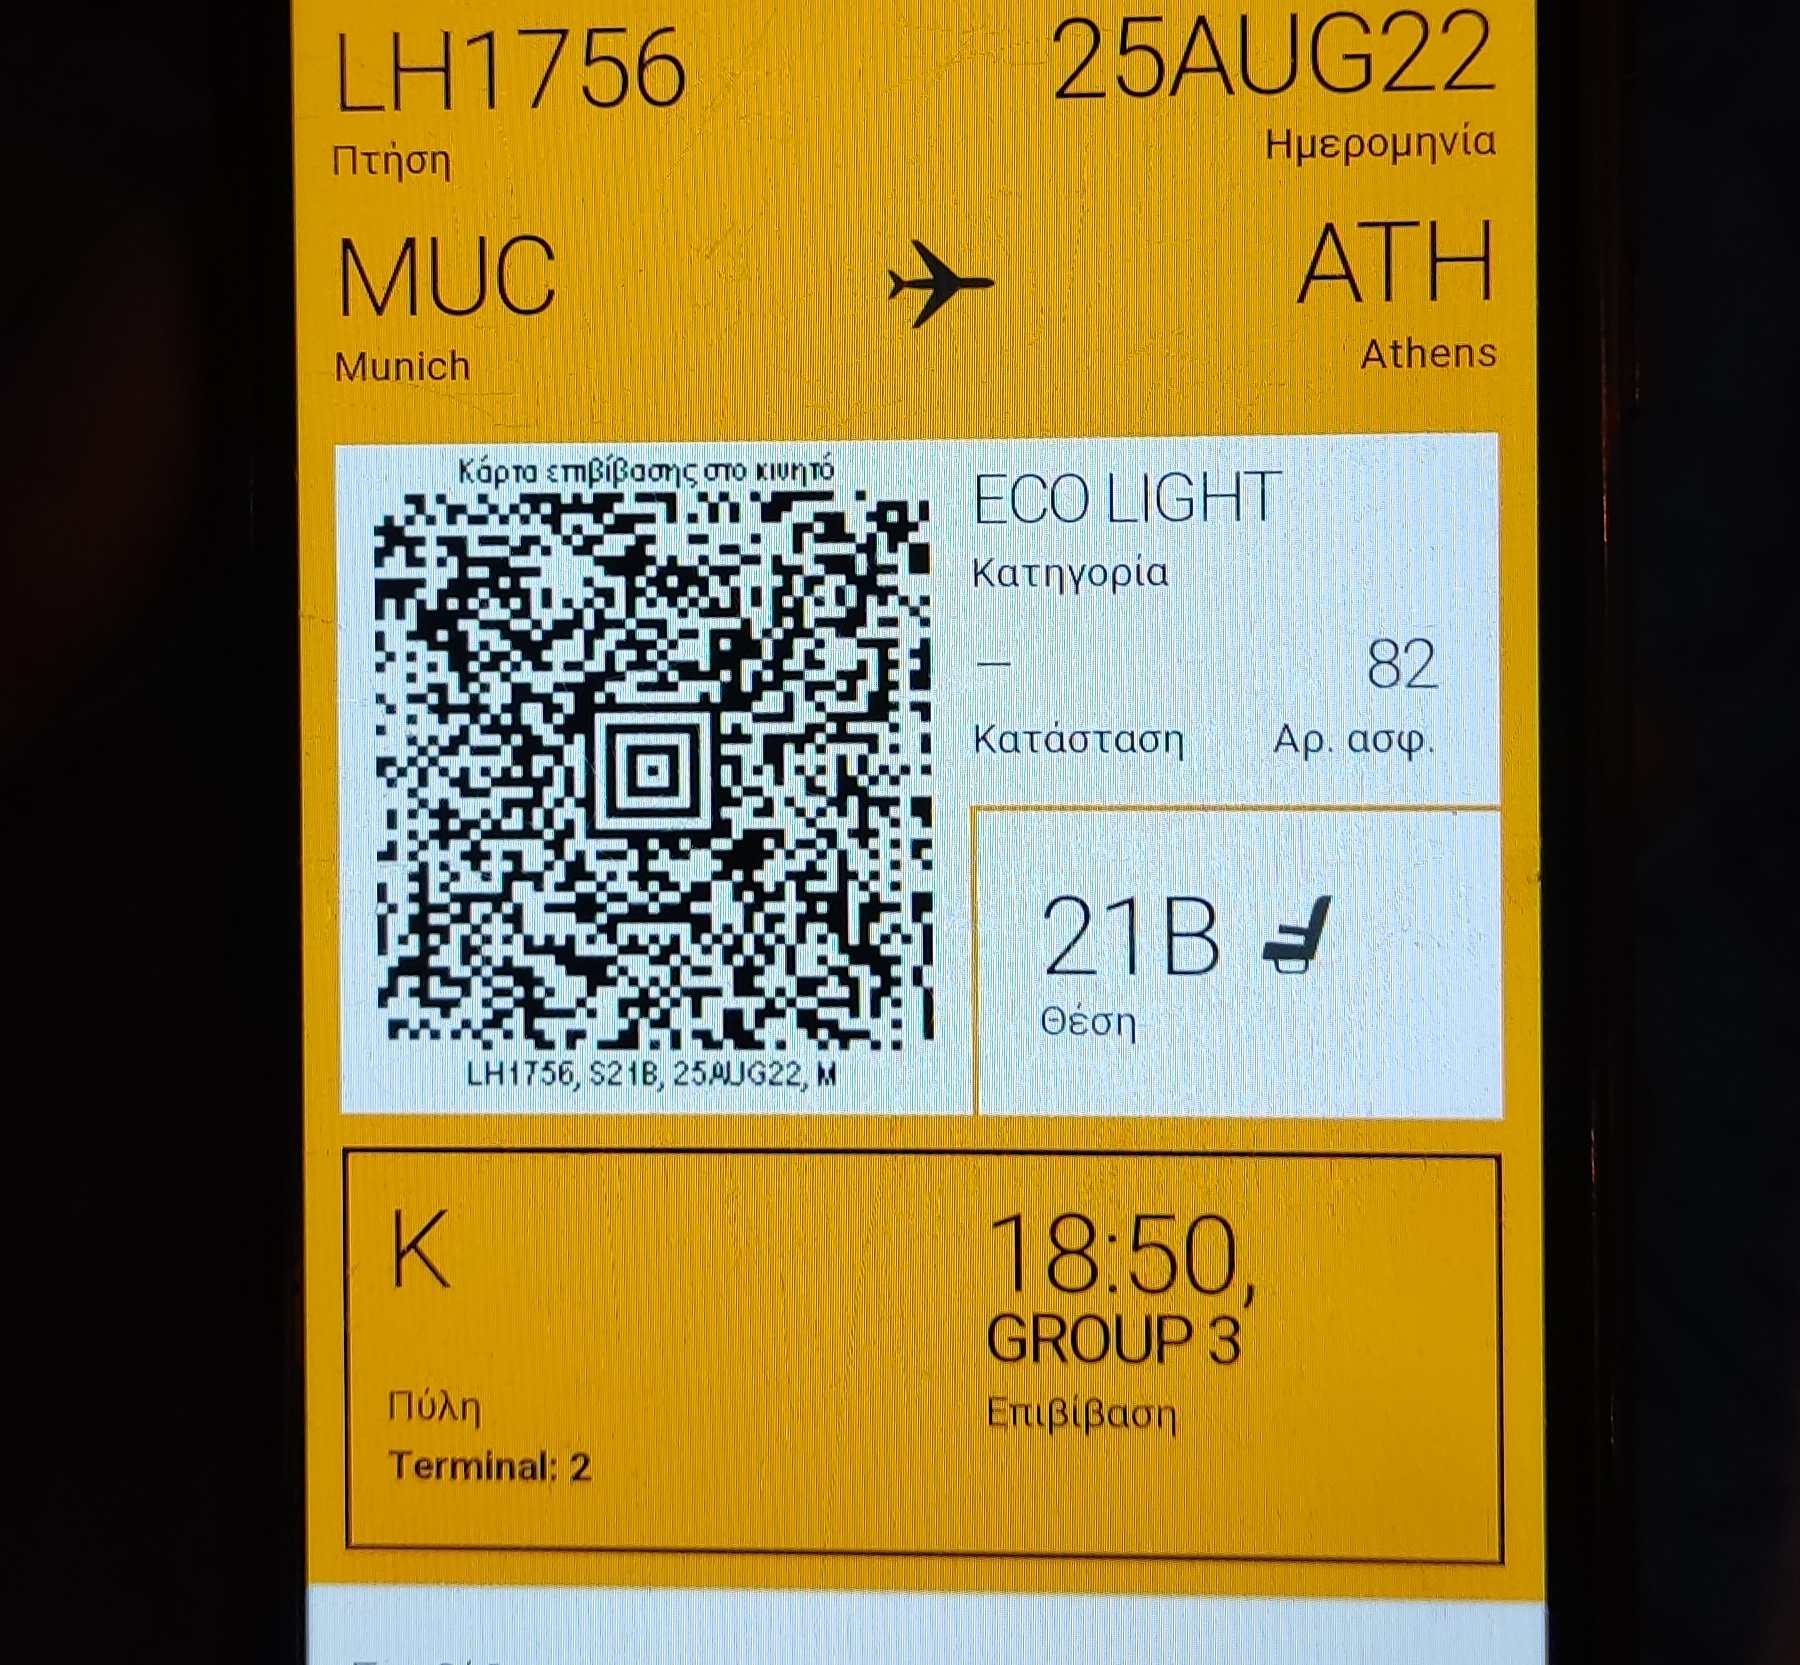 LH1756 25AUG22
Πτήση Ημερομηνία
MUC ATH
Munich Athens
Κάρτα επιβίβασης στο κινητό
LH1756, S21B, 25AUG22, M
ECO LIGHT
Κατηγορία
– 82
Κατάσταση Αρ. ασφ.
21B
Θέση
K
Πύλη
Terminal: 2
18:50,
GROUP 3
Επιβίβαση